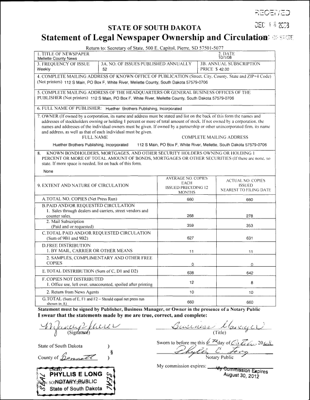 RECEIVED
STATE OF SOUTH DAKOTA
Statement of Legal Newspaper Ownership and Circulation
Return to: Secretary of State, 500 E. Capitol, Pierre, SD 57501-5077
1. TITLE OF NEWSPAPER
Mellette County News
2. DATE
3. FREQUENCY OF ISSUE
Weekly
3A. NO. OF ISSUES PUBLISHED ANNUALLY
52
3B. ANNUAL SUBSCRIPTION
PRICE $ 42.00
4. COMPLETE MAILING ADDRESS OF KNOWN OFFICE OF PUBLICATION (Street, City, County, State and ZIP+4 Code)
(Not printers) 112 S Main, PO Box F, White River, Mellette County, South Dakota 57579-0706
5. COMPLETE MAILING ADDRESS OF THE HEADQUARTERS OR GENERAL BUSINESS OFFICES OF THE
PUBLISHER (Not printers) 112 S Main, PO Box F, White River, Mellette County, South Dakota 57579-0706
6. FULL NAME OF PUBLISHER: Huether Brothers Publishing, Incorporated
7. OWNER (If owned by a corporation, its name and address must be stated and list on the back of this form the names and
addresses of stockholders owning or holding 1 percent or more of total amount of stock. If not owned by a corporation, the
names and addresses of the individual owners must be given. If owned by a partnership or other unincorporated firm, its name
and address, as well as that of each individual must be given.
FULL NAME COMPLETE MAILING ADDRESS
Huether Brothers Publishing, Incorporated 112 S Main, PO Box F, White River, Mellette, South Dakota 57579-0706
8. KNOWN BONDHOLDERS, MORTGAGES, AND OTHER SECURITY HOLDERS OWNING OR HOLDING 1
PERCENT OR MORE OF TOTAL AMOUNT OF BONDS, MORTGAGES OR OTHER SECURITIES (If there are none, so
state. If more space is needed, list on back of this form.
None
9. EXTENT AND NATURE OF CIRCULATION
AVERAGE NO. COPIES
EACH
ISSUED PRECEDING 12
MONTHS
ACTUAL NO. COPIES
ISSUED
NEAREST TO FILING DATE
A. TOTAL NO. COPIES (Net Press Run) 660 660
B. PAID AND/OR REQUESTED CIRCULATION
1. Sales through dealers and carriers, street vendors and
counter sales. 268 278
2. Mail Subscription
(Paid and or requested) 359 353
C. TOTAL PAID AND/OR REQUESTED CIRCULATION
(Sum of 9B1 and 9B2) 627 631
D. FREE DISTRIBUTION
1. BY MAIL, CARRIER OR OTHER MEANS 11 11
2. SAMPLES, COMPLIMENTARY AND OTHER FREE
COPIES 0 0
E. TOTAL DISTRIBUTION (Sum of C, D1 and D2) 638 642
F. COPIES NOT DISTRIBUTED
1. Office use, left over, unaccounted, spoiled after printing 12 8
2. Return from News Agents 10 10
G. TOTAL (Sum of E, F1 and F2 - Should equal net press run
shown in A) 660 660
Statement must be signed by Publisher, Business Manager, or Owner in the presence of a Notary Public
I swear that the statements made by me are true, correct, and complete:
Business Manager
(Signature) (Title)
State of South Dakota )
County of Bennett )
Notary Public
My commission expires: My Commission Expires
August 30, 2012
PHYLLIS E LONG
NOTARY PUBLIC
State of South Dakota